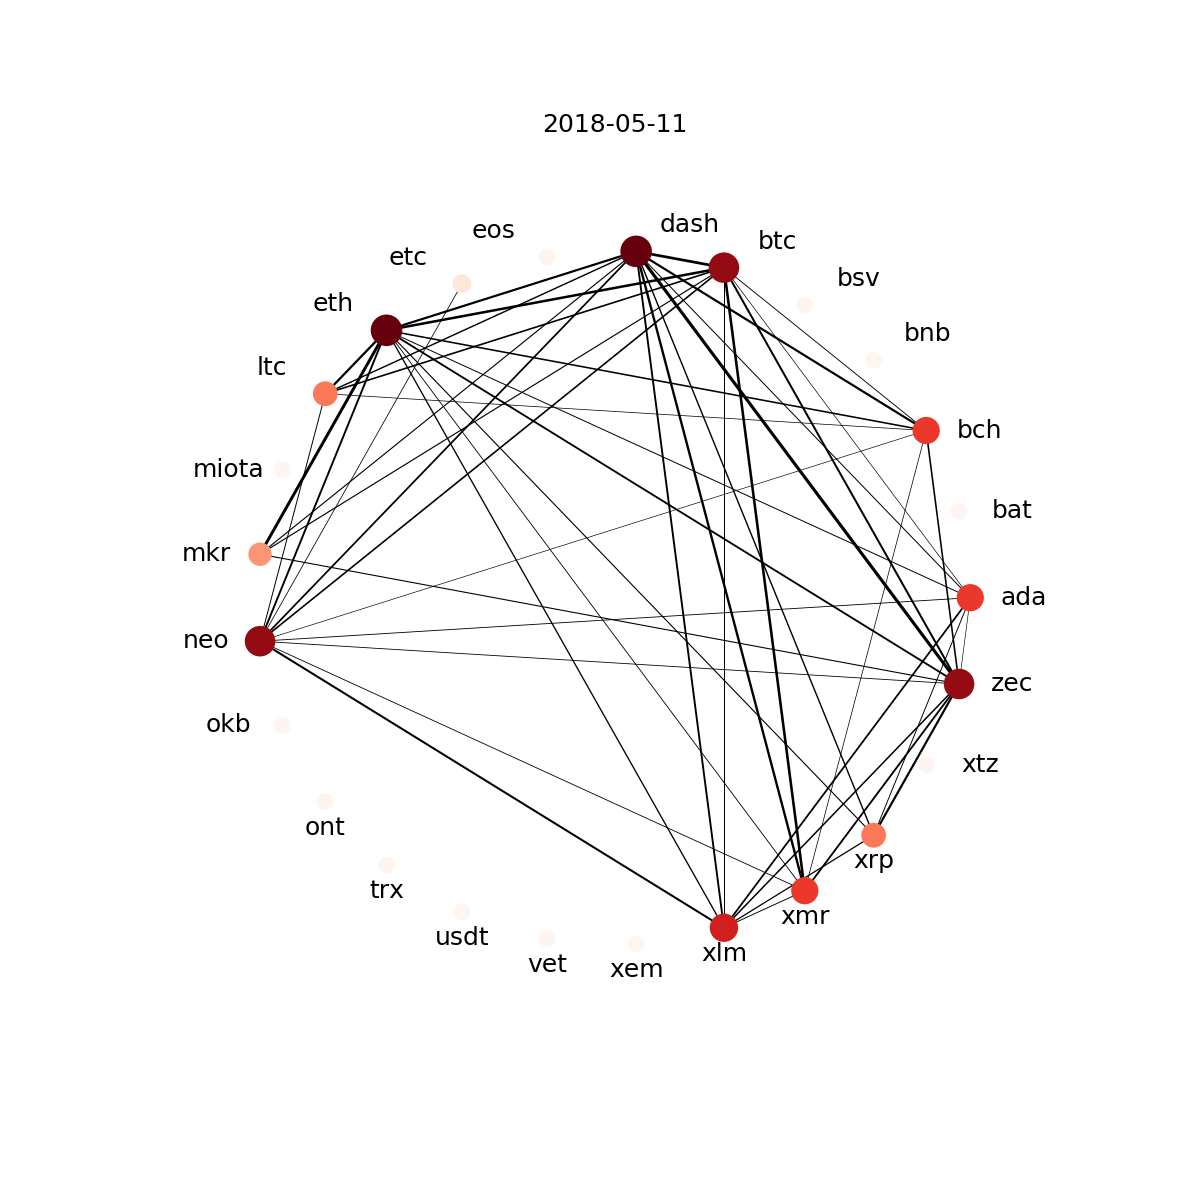 2018-05-11
dash
eos
btc
etc
bsv
eth
bnb
ltc
bch
miota
bat
mkr
ada
neo
zec
okb
xtz
ont
xrp
trx
xmr
usdt
xlm
vet
xem